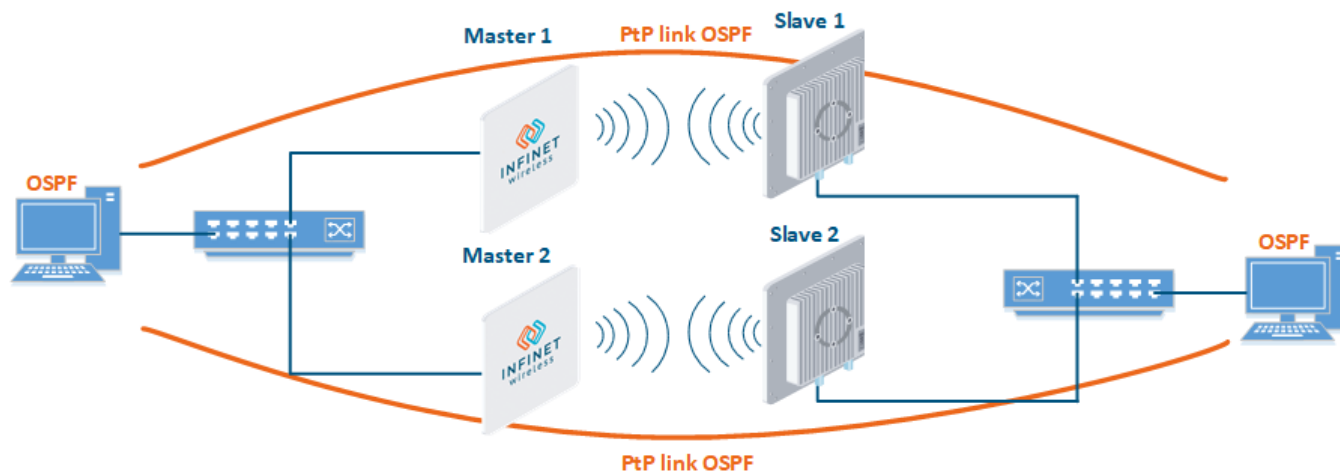 Slave 1
PtP link OSPF
Master 1
INFINET
wireless
OSPF
Slave 2
OSPF
Master 2
INFINET
wireless
PtP link OSPF